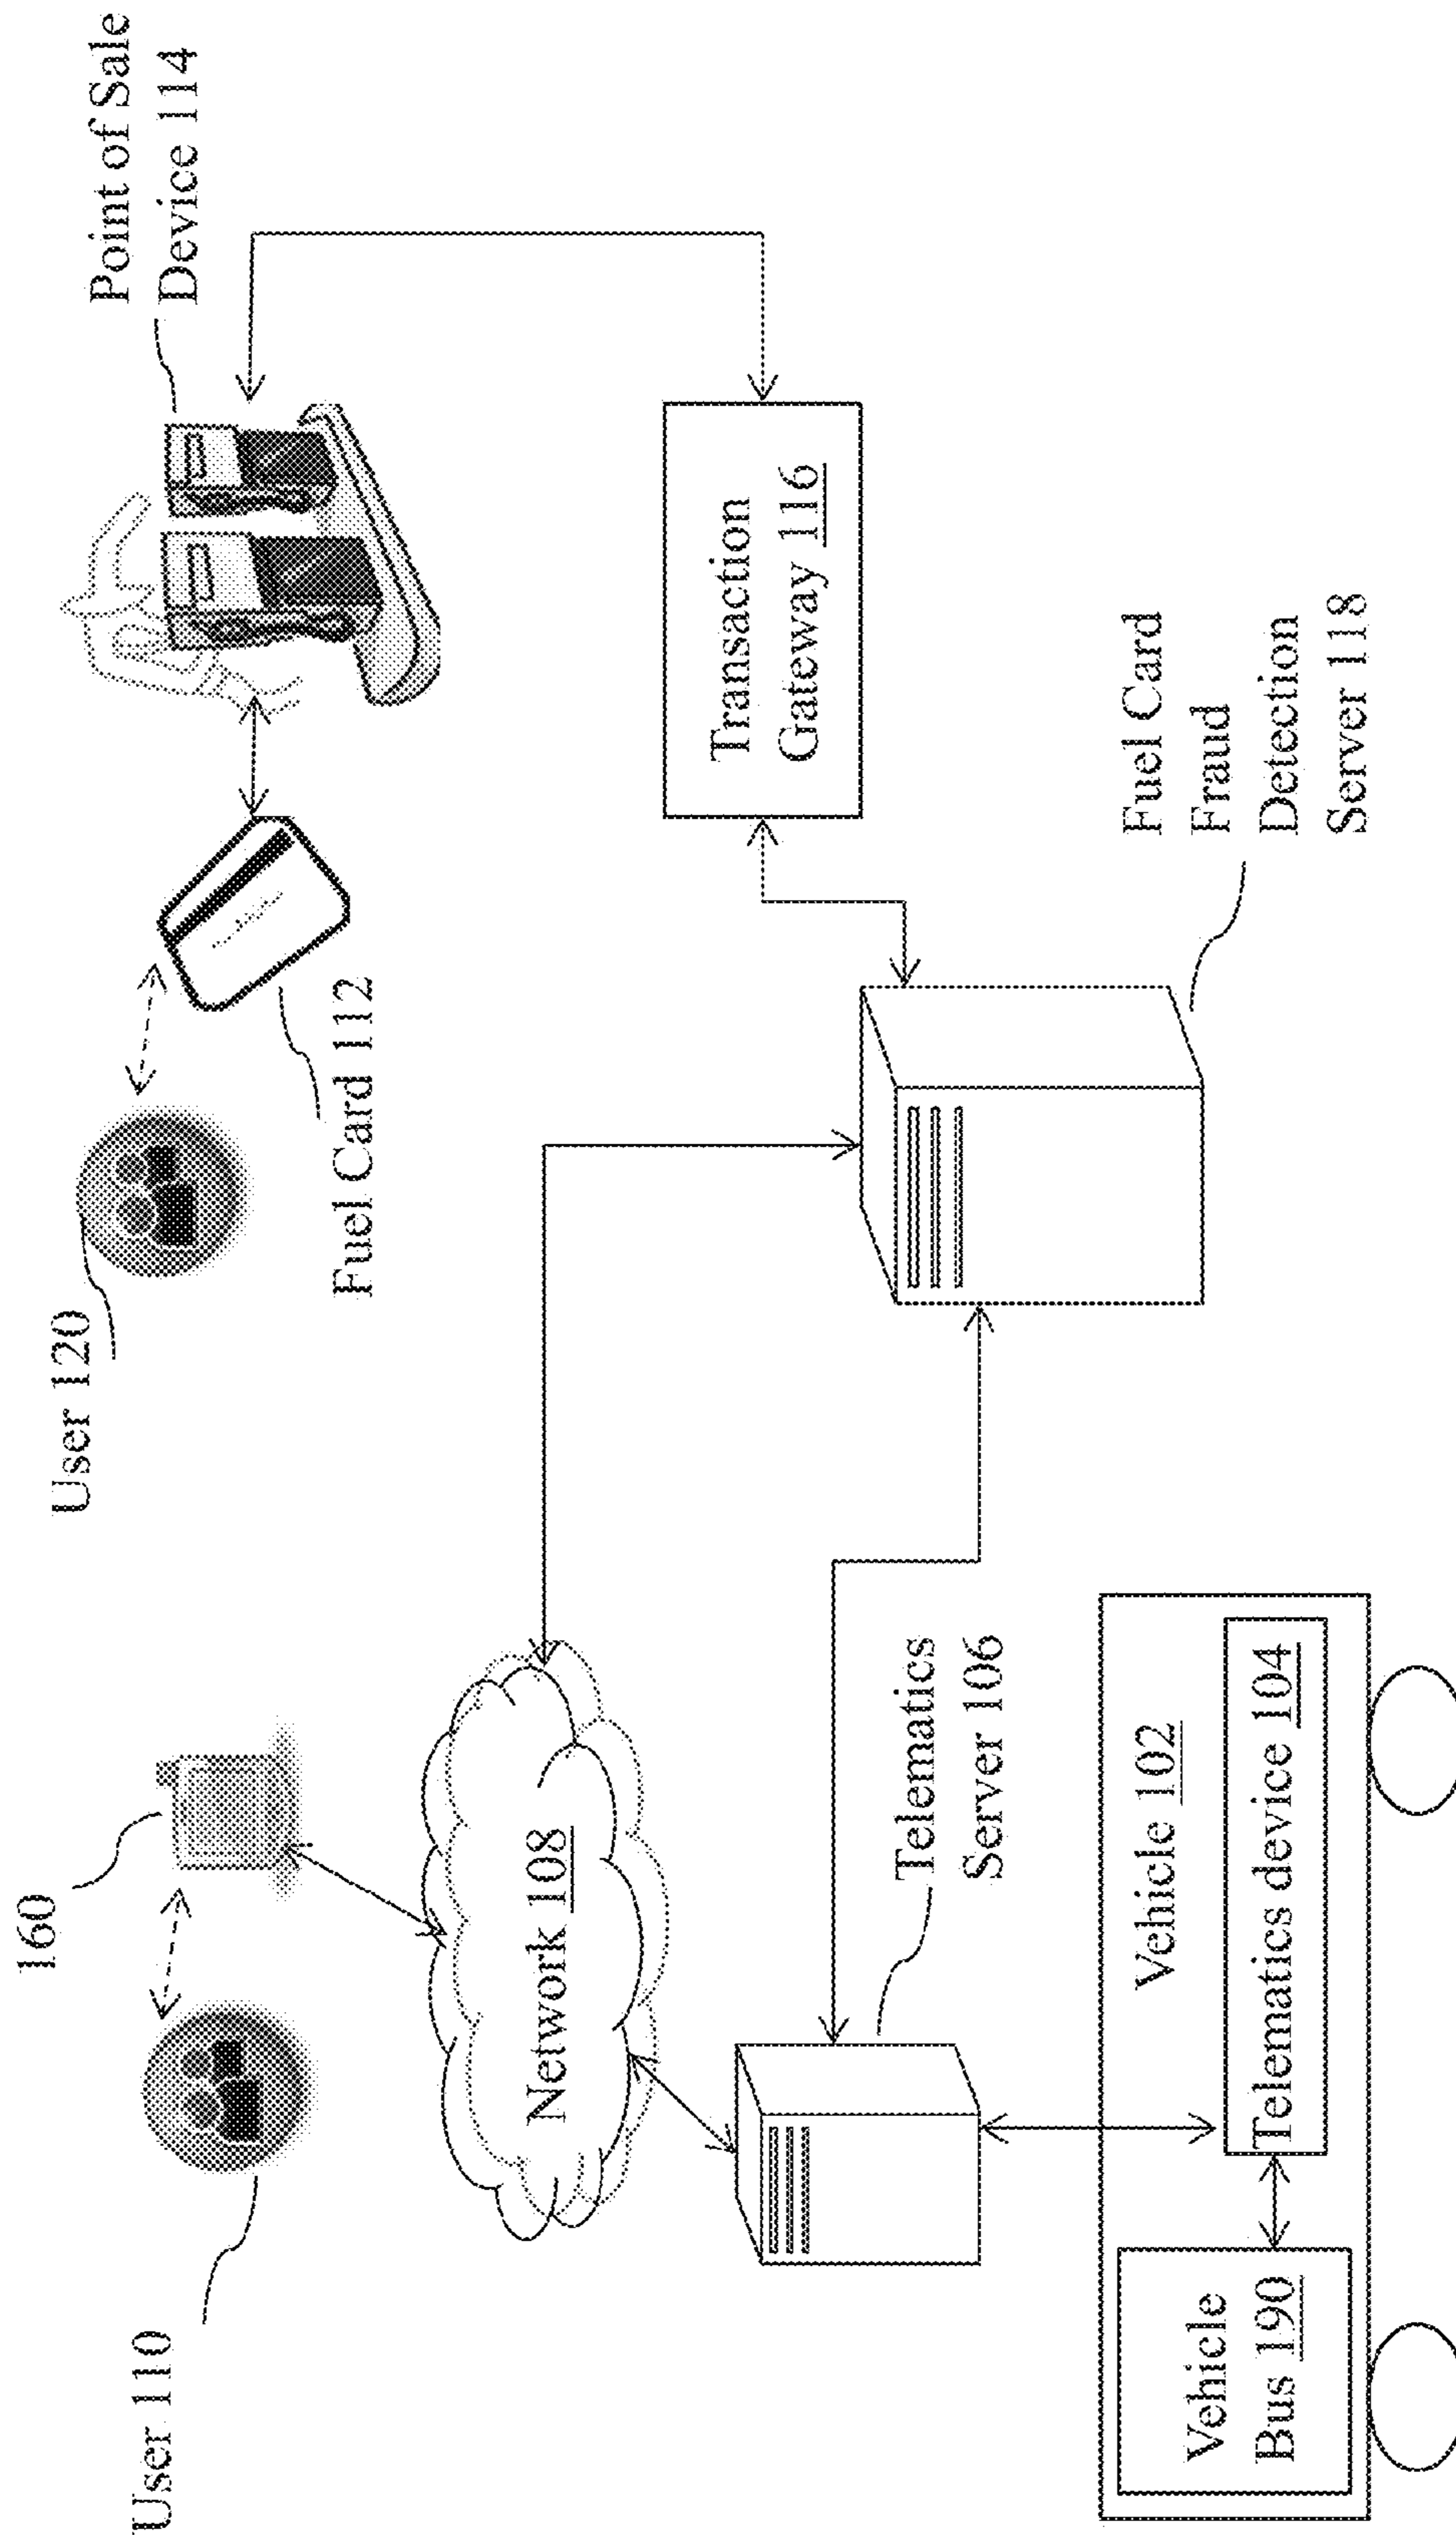 User 110
160
User 120
Fuel Card 112
Point of Sale
Device 114
Network 108
Transaction
Gateway 116
Telematics
Server 106
Fuel Card
Fraud
Detection
Server 118
Vehicle 102
Vehicle
Bus 190
Telematics device 104